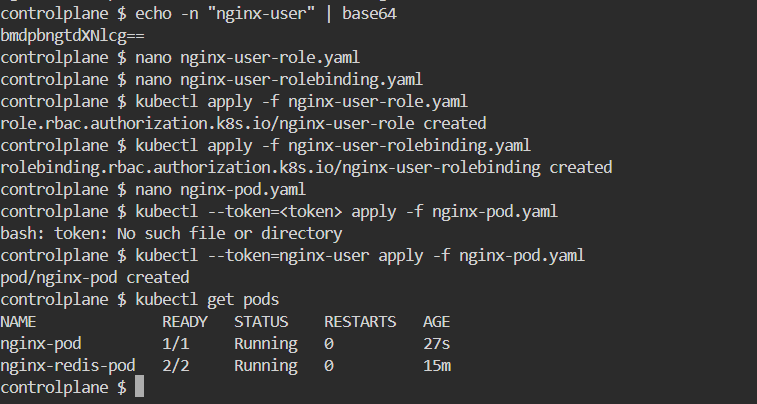 controlplane $ echo -n "nginx-user" | base64
bmdpbngtdXNlcg==
controlplane $ nano nginx-user-role.yaml
controlplane $ nano nginx-user-rolebinding.yaml
controlplane $ kubectl apply -f nginx-user-role.yaml
role.rbac.authorization.k8s.io/nginx-user-role created
controlplane $ kubectl apply -f nginx-user-rolebinding.yaml
rolebinding.rbac.authorization.k8s.io/nginx-user-rolebinding created
controlplane $ nano nginx-pod.yaml
controlplane $ kubectl --token=<token> apply -f nginx-pod.yaml
bash: token: No such file or directory
controlplane $ kubectl --token=nginx-user apply -f nginx-pod.yaml
pod/nginx-pod created
controlplane $ kubectl get pods
NAME READY STATUS RESTARTS AGE
nginx-pod 1/1 Running 0 27s
nginx-redis-pod 2/2 Running 0 15m
controlplane $